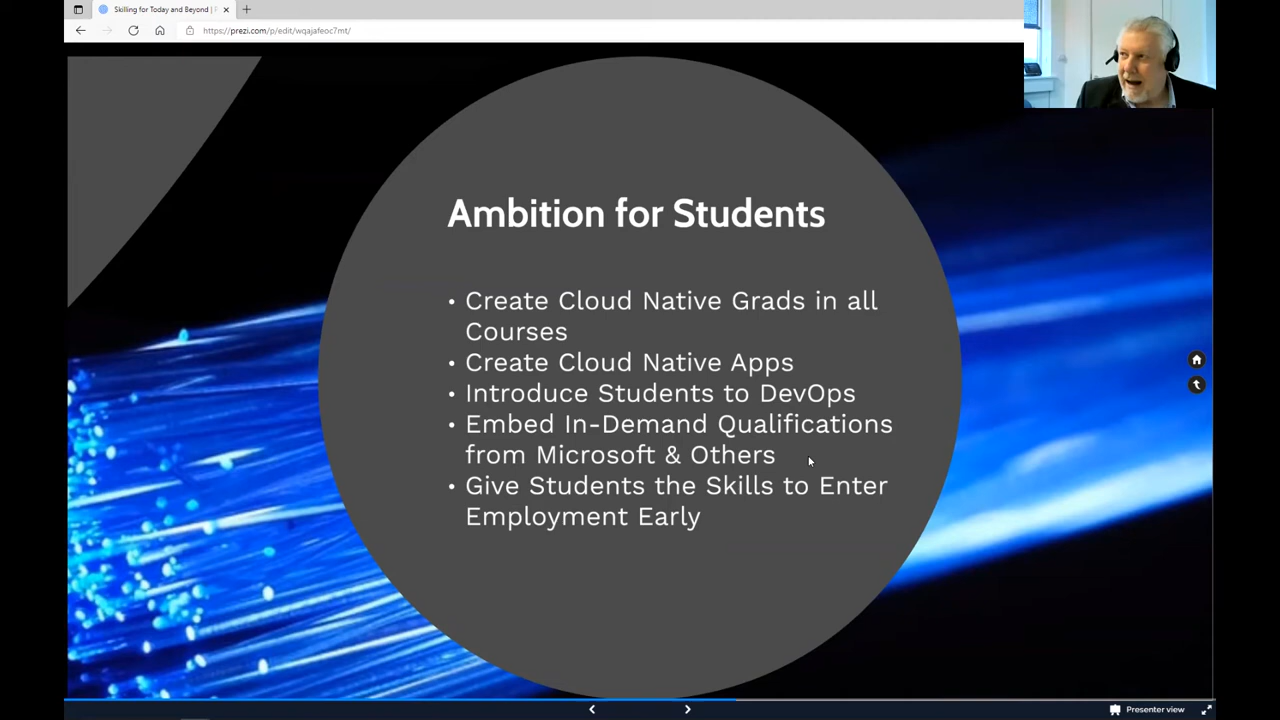 Skilling for Today and Beyond |
https://prezi.com/p/edit/wqajafeoc7mt/
Ambition for Students
• Create Cloud Native Grads in all
Courses
• Create Cloud Native Apps
• Introduce Students to DevOps
• Embed In-Demand Qualifications
from Microsoft & Others
• Give Students the Skills to Enter
Employment Early
Presenter view